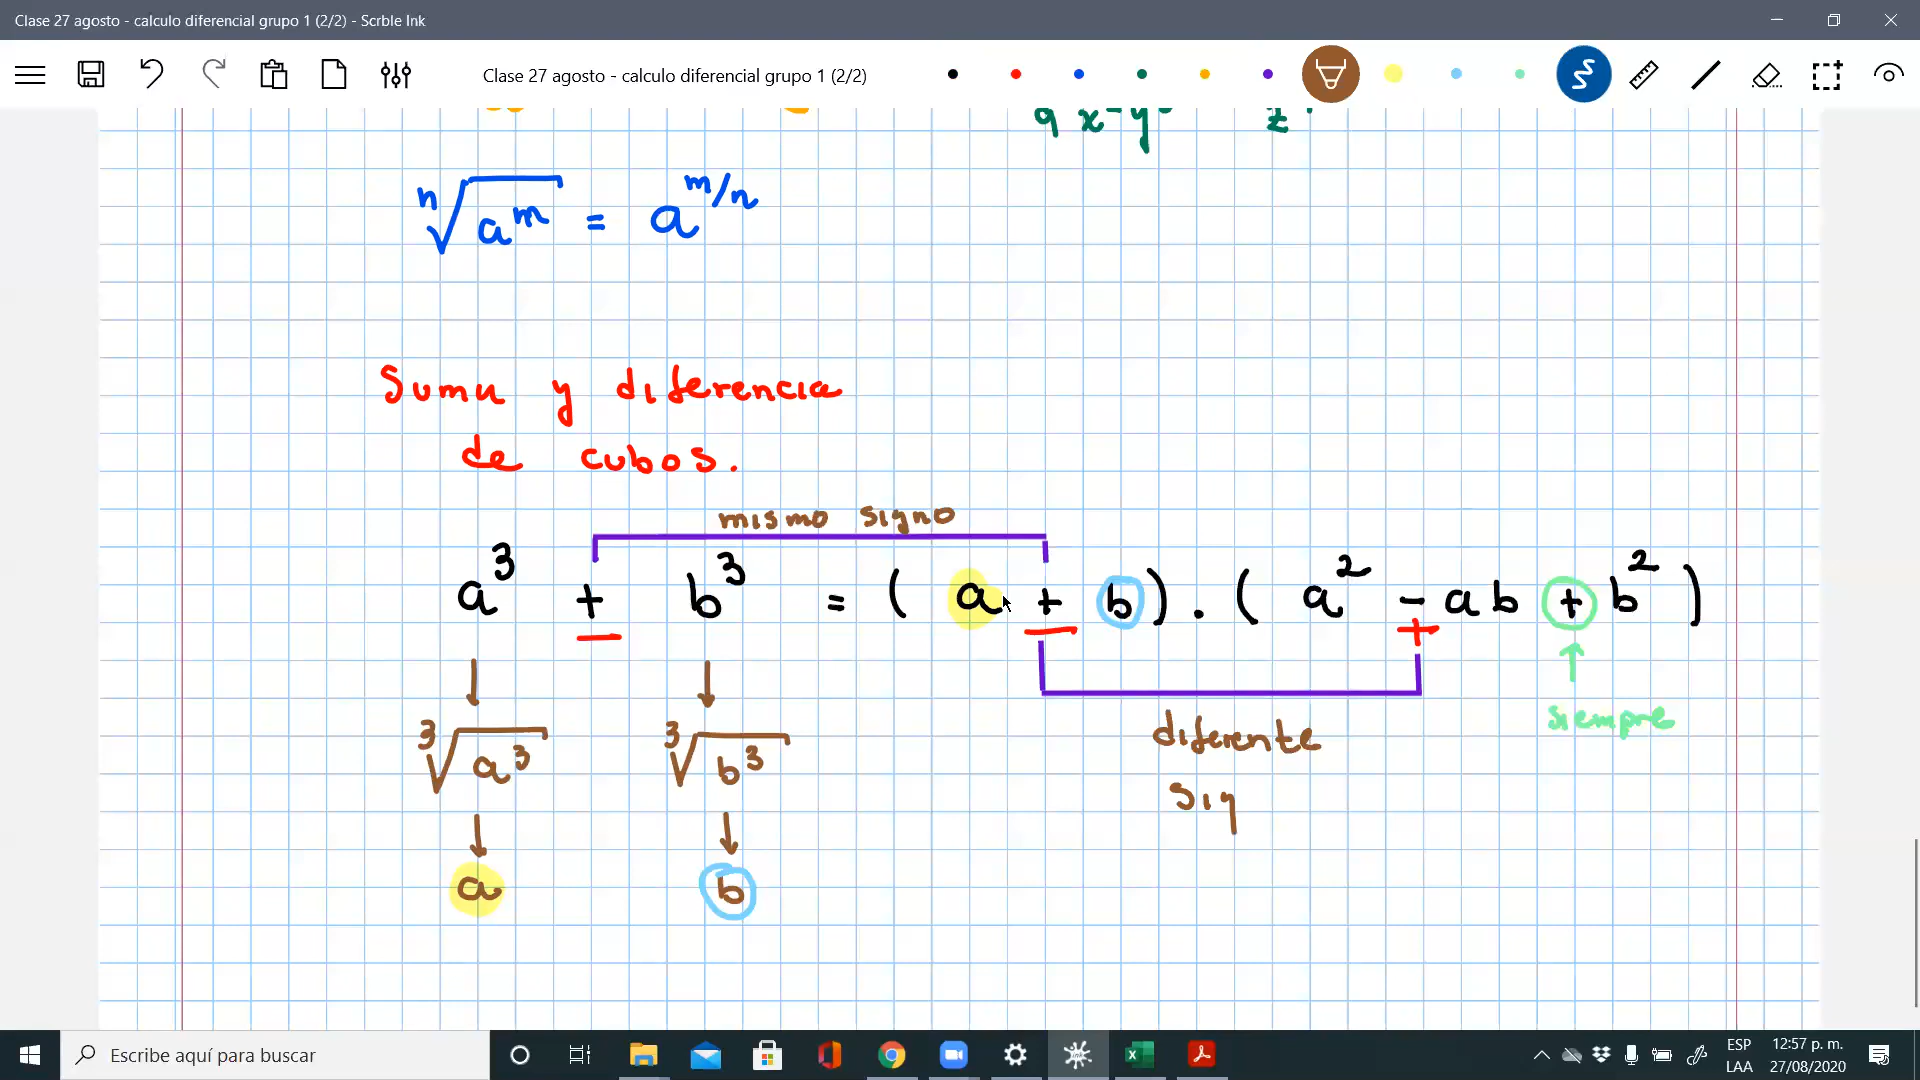 Clase 27 agosto - calculo diferencial grupo 1 (2/2) - Scrble Ink
Clase 27 agosto - calculo diferencial grupo 1 (2/2)
ⁿ√(a^m) = a^(m/n)
Suma y diferencia
de cubos.
mismo signo
a³ + b³ = ( a + b ) . ( a² - ab + b² )
− − +
³√(a³) ³√(b³)
diferente siempre
a b
Escribe aquí para buscar
ESP 12:57 p. m.
LAA 27/08/2020